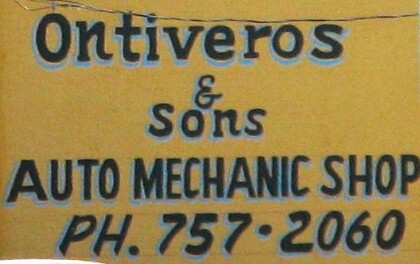 Ontiveros
&
Sons
AUTO MECHANIC SHOP
PH. 757·2060